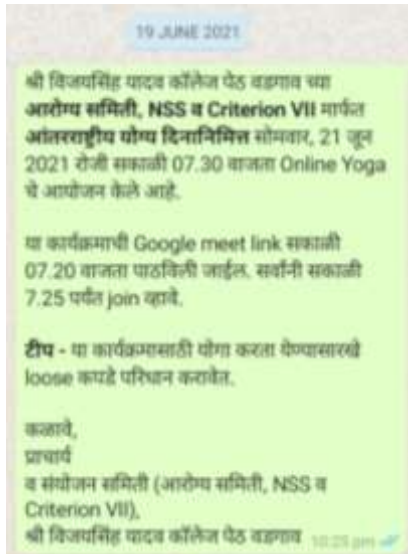 19 JUNE 2021
श्री विजयसिंह यादव कॉलेज पेठ वडगाव च्या
आरोग्य समिती, NSS व Criterion VII मार्फत
आंतरराष्ट्रीय योग्य दिनानिमित्त सोमवार, 21 जून
2021 रोजी सकाळी 07.30 वाजता Online Yoga
चे आयोजन केले आहे.
या कार्यक्रमाची Google meet link सकाळी
07.20 वाजता पाठविली जाईल. सर्वांनी सकाळी
7.25 पर्यंत join व्हावे.
टीप - या कार्यक्रमासाठी योगा करता येण्यासारखे
loose कपडे परिधान करावेत.
कळावे,
प्राचार्य
व संयोजन समिती (आरोग्य समिती, NSS व
Criterion VII),
श्री विजयसिंह यादव कॉलेज पेठ वडगाव 10:25 pm